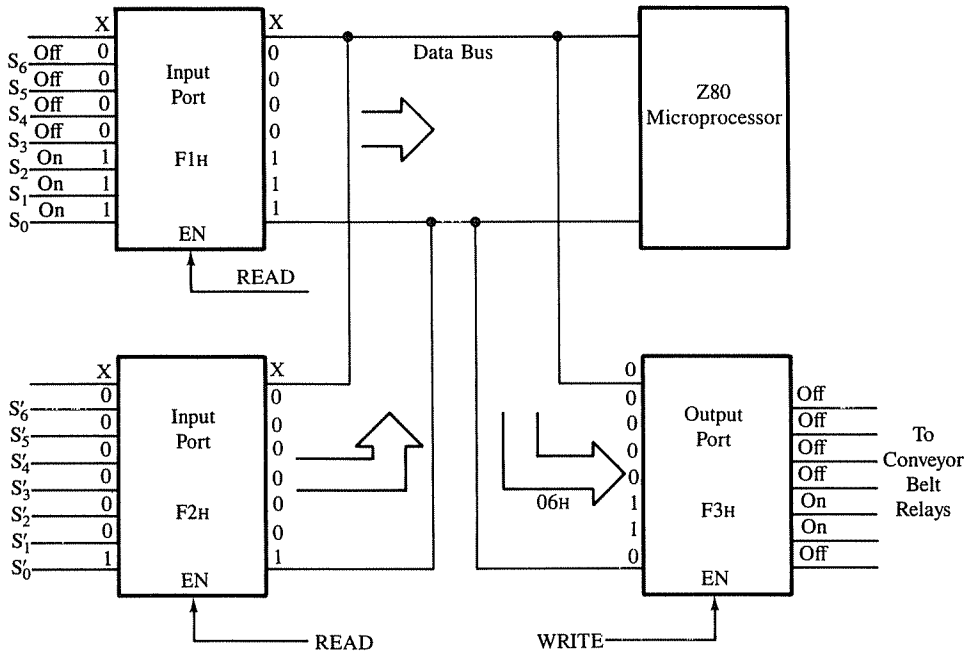 X
Off 0
S6
Off 0
S5
Off 0
S4
Off 0
S3
On 1
S2
On 1
S1
On 1
S0
Input
Port
F1H
EN
READ
X
0
0
0
0
1
1
1
Data Bus
Z80
Microprocessor
X
0
S′6
0
S′5
0
S′4
0
S′3
0
S′2
0
S′1
1
S′0
Input
Port
F2H
EN
READ
X
0
0
0
0
0
0
1
06H
0
0
0
0
0
1
1
0
Output
Port
F3H
EN
WRITE
Off
Off
Off
Off
On
On
Off
To
Conveyor
Belt
Relays